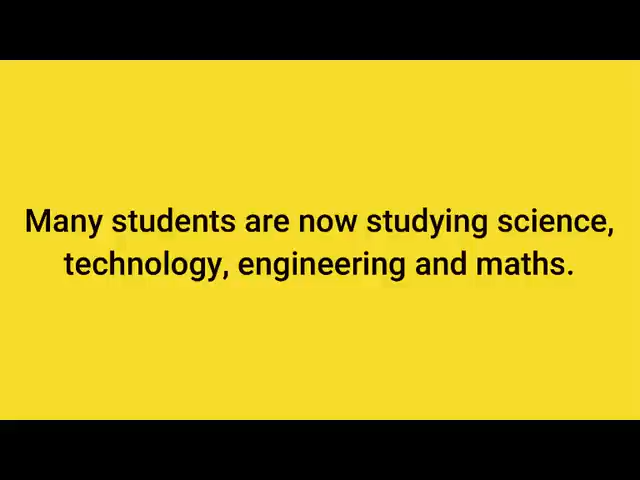 Many students are now studying science,
technology, engineering and maths.